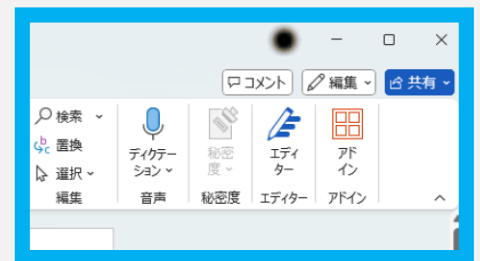 コメント 編集 共有
検索
置換
選択
編集
ディクテー
ション
音声
秘密
度
秘密度
エディ
ター
エディター
アド
イン
アドイン